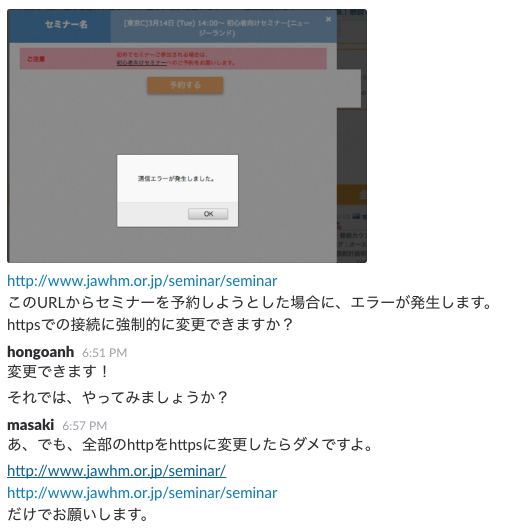 セミナー名
[東京C]3月14日 (Tue) 14:00～ 初心者向けセミナー(ニュー
ジーランド)
ご注意
初めてセミナーご参加される場合は、
初心者向けセミナーへのご予約をお願いします。
予約する
通信エラーが発生しました。
OK
http://www.jawhm.or.jp/seminar/seminar
このURLからセミナーを予約しようとした場合に、エラーが発生します。
httpsでの接続に強制的に変更できますか？
hongoanh 6:51 PM
変更できます！
それでは、やってみましょうか？
masaki 6:57 PM
あ、でも、全部のhttpをhttpsに変更したらダメですよ。
http://www.jawhm.or.jp/seminar/
http://www.jawhm.or.jp/seminar/seminar
だけでお願いします。